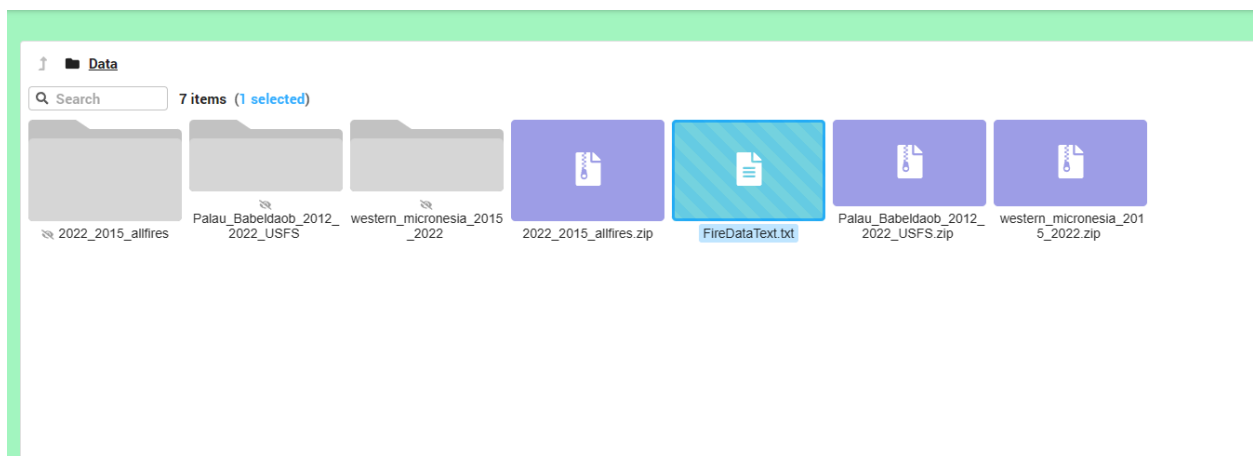 Data
Search
7 items (1 selected)
2022_2015_allfires
Palau_Babeldaob_2012_
2022_USFS
western_micronesia_2015
_2022
2022_2015_allfires.zip
FireDataText.txt
Palau_Babeldaob_2012_
2022_USFS.zip
western_micronesia_201
5_2022.zip